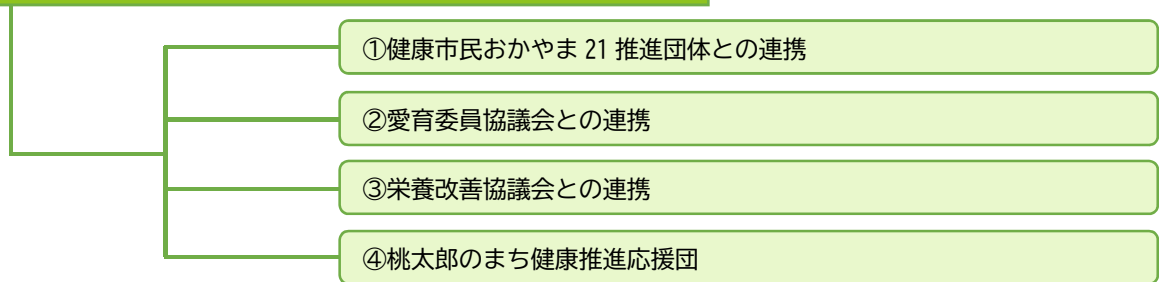 ①健康市民おかやま 21 推進団体との連携
②愛育委員協議会との連携
③栄養改善協議会との連携
④桃太郎のまち健康推進応援団